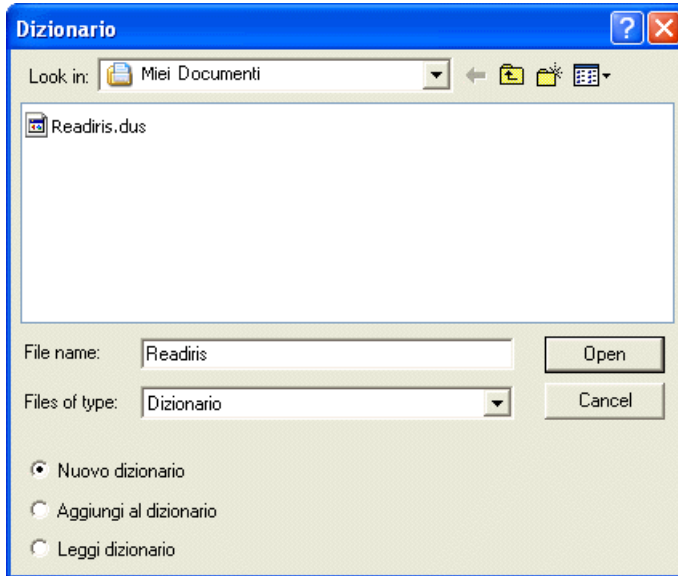 Dizionario
Look in: Miei Documenti
Readiris.dus
File name: Readiris Open
Files of type: Dizionario Cancel
Nuovo dizionario
Aggiungi al dizionario
Leggi dizionario